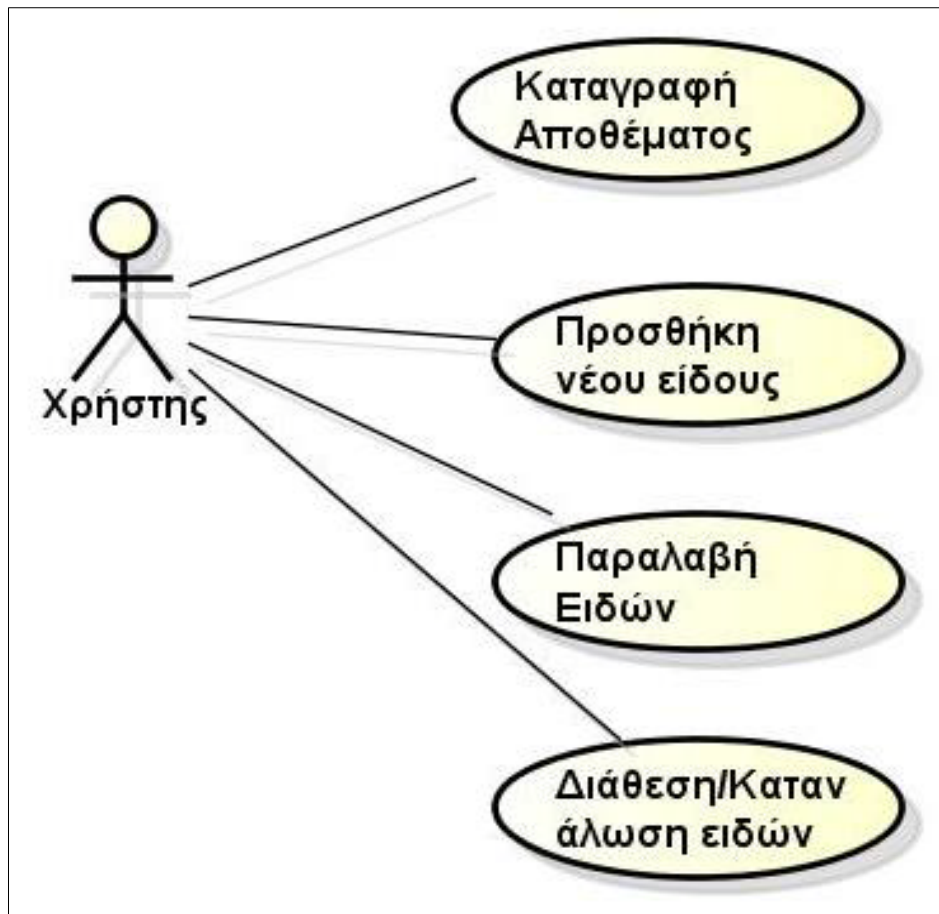 Καταγραφή
Αποθέματος
Προσθήκη
νέου είδους
Χρήστης
Παραλαβή
Ειδών
Διάθεση/Καταν
άλωση ειδών